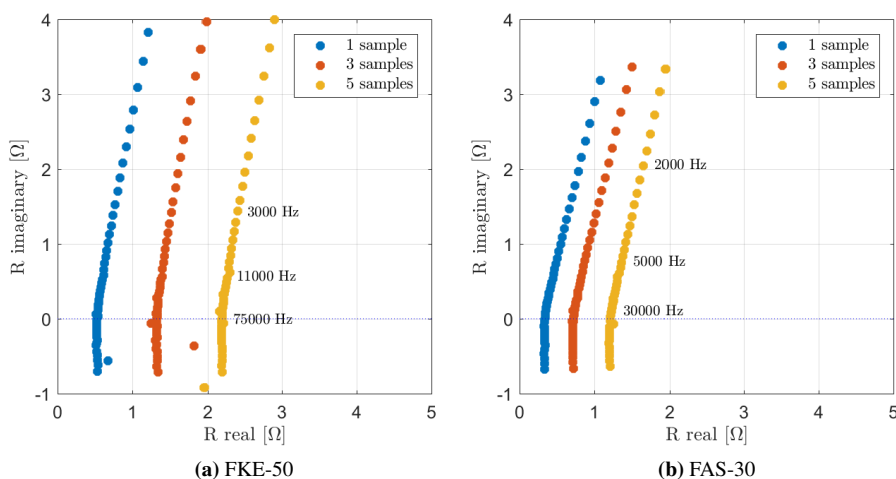 4
3
2
1
0
-1
0
1
2
3
4
5
R imaginary [Ω]
R real [Ω]
1 sample
3 samples
5 samples
3000 Hz
11000 Hz
75000 Hz
(a) FKE-50
4
3
2
1
0
-1
0
1
2
3
4
5
R imaginary [Ω]
R real [Ω]
1 sample
3 samples
5 samples
2000 Hz
5000 Hz
30000 Hz
(b) FAS-30